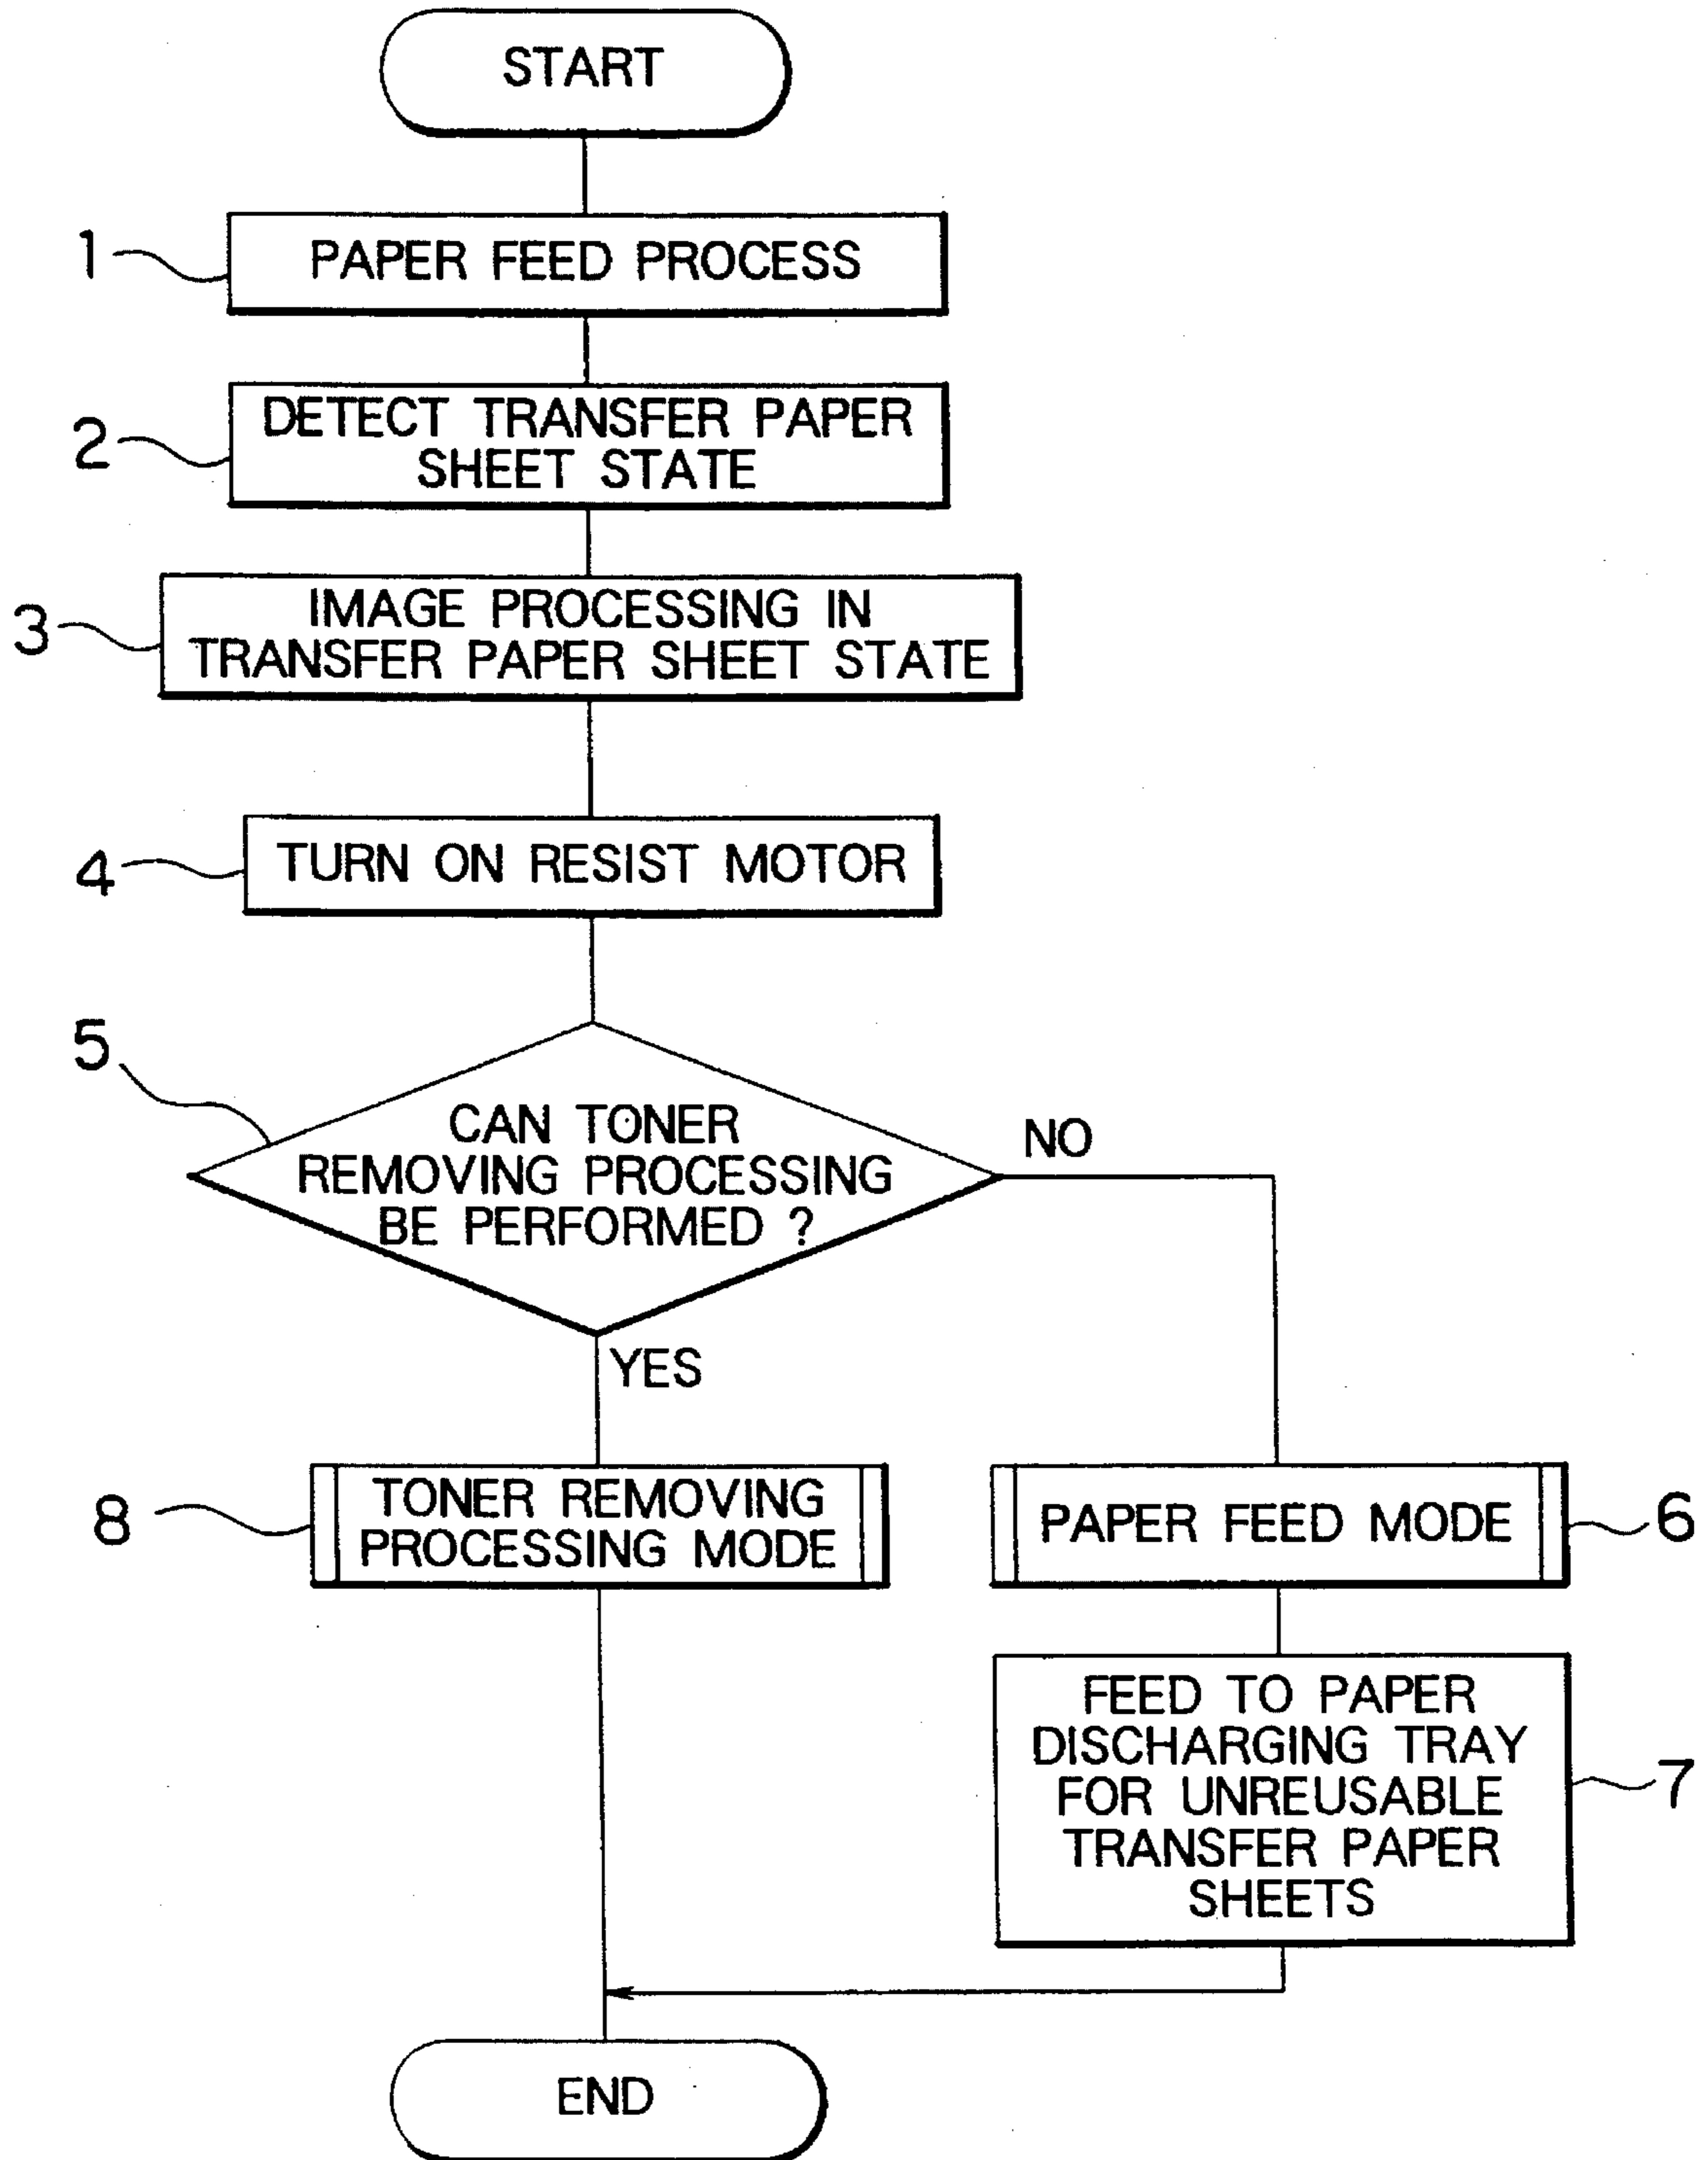 START
1
PAPER FEED PROCESS
2
DETECT TRANSFER PAPER
SHEET STATE
3
IMAGE PROCESSING IN
TRANSFER PAPER SHEET STATE
4
TURN ON RESIST MOTOR
5
CAN TONER
REMOVING PROCESSING
BE PERFORMED ?
NO
YES
8
TONER REMOVING
PROCESSING MODE
PAPER FEED MODE
6
FEED TO PAPER
DISCHARGING TRAY
FOR UNREUSABLE
TRANSFER PAPER
SHEETS
7
END